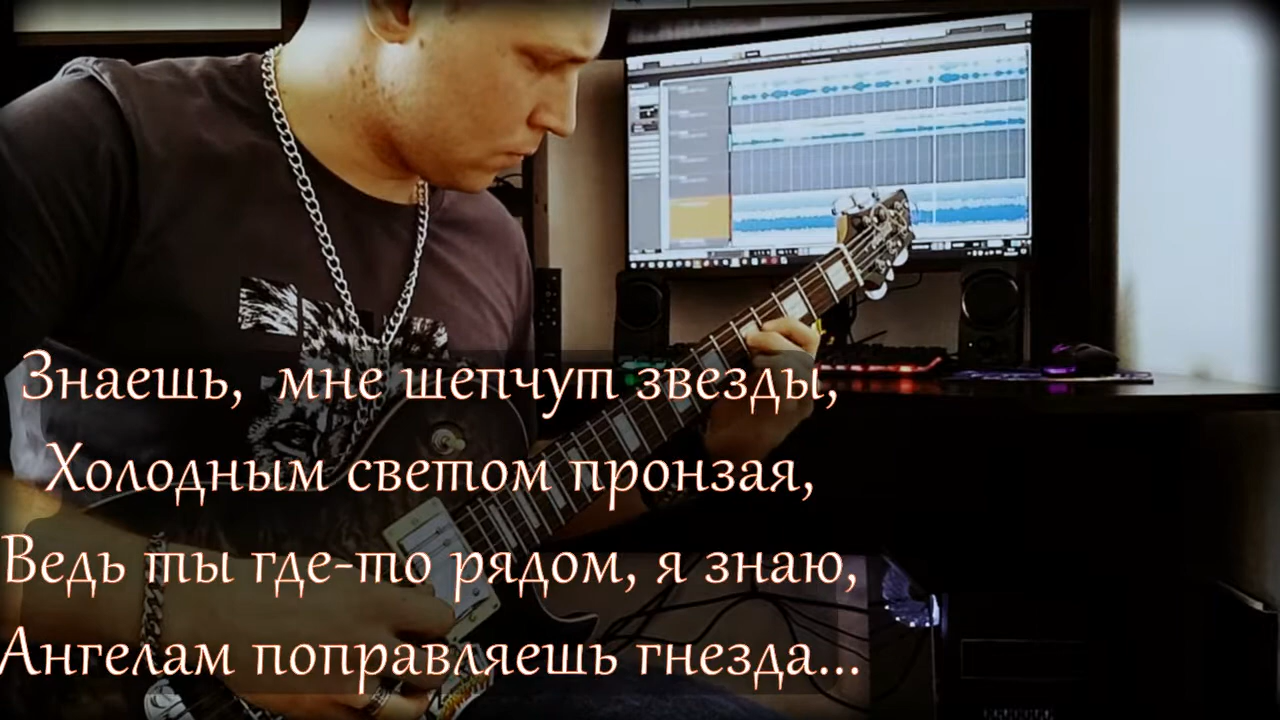 Знаешь, мне шепчут звезды,
Холодным светом пронзая,
Ведь ты где-то рядом, я знаю,
Ангелам поправляешь гнезда...